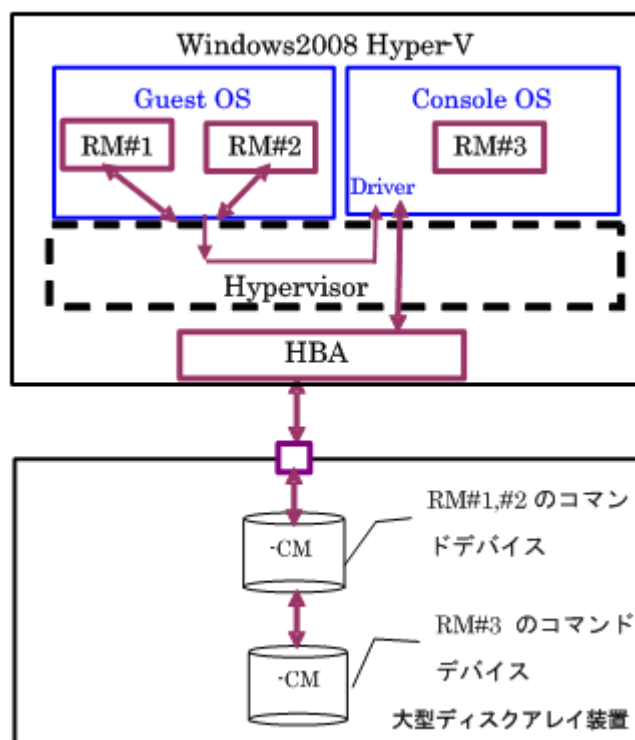 Windows2008 Hyper-V
Guest OS
Console OS
RM#1
RM#2
RM#3
Driver
Hypervisor
HBA
RM#1,#2 のコマン
ドデバイス
-CM
RM#3 のコマンド
デバイス
-CM
大型ディスクアレイ装置